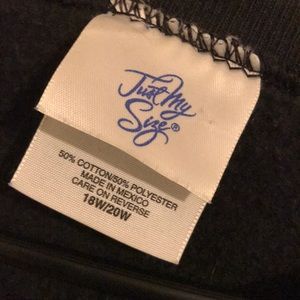 Just My
Size®
50% COTTON/50% POLYESTER
MADE IN MEXICO
CARE ON REVERSE
18W/20W